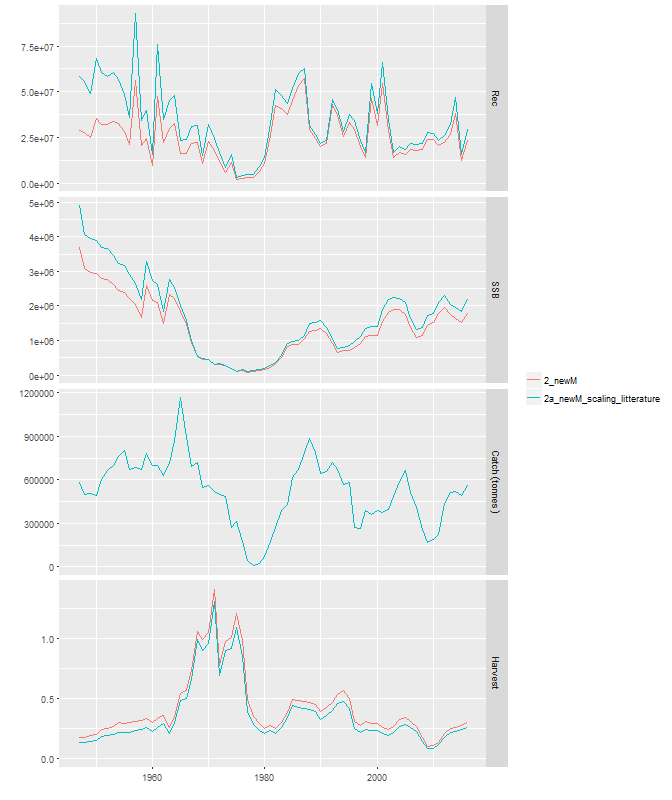 7.5e+07
5.0e+07
2.5e+07
0.0e+00
Rec
5e+06
4e+06
3e+06
2e+06
1e+06
0e+00
SSB
1200000
900000
600000
300000
0
Catch (tonnes )
1.0
0.5
0.0
Harvest
1960
1980
2000
2_newM
2a_newM_scaling_litterature